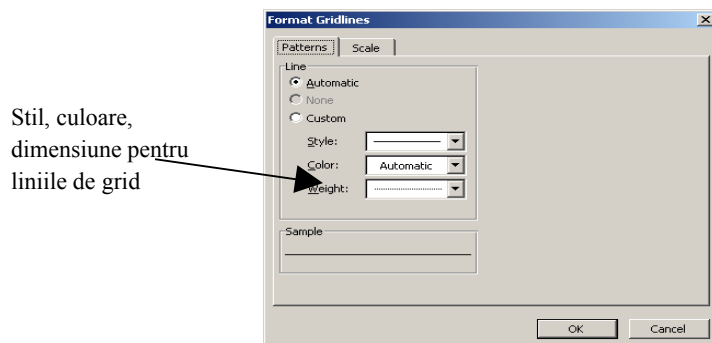 Format Gridlines
Patterns Scale
Line
Automatic
None
Custom
Style:
Color: Automatic
Weight:
Sample
OK Cancel
Stil, culoare,
dimensiune pentru
liniile de grid